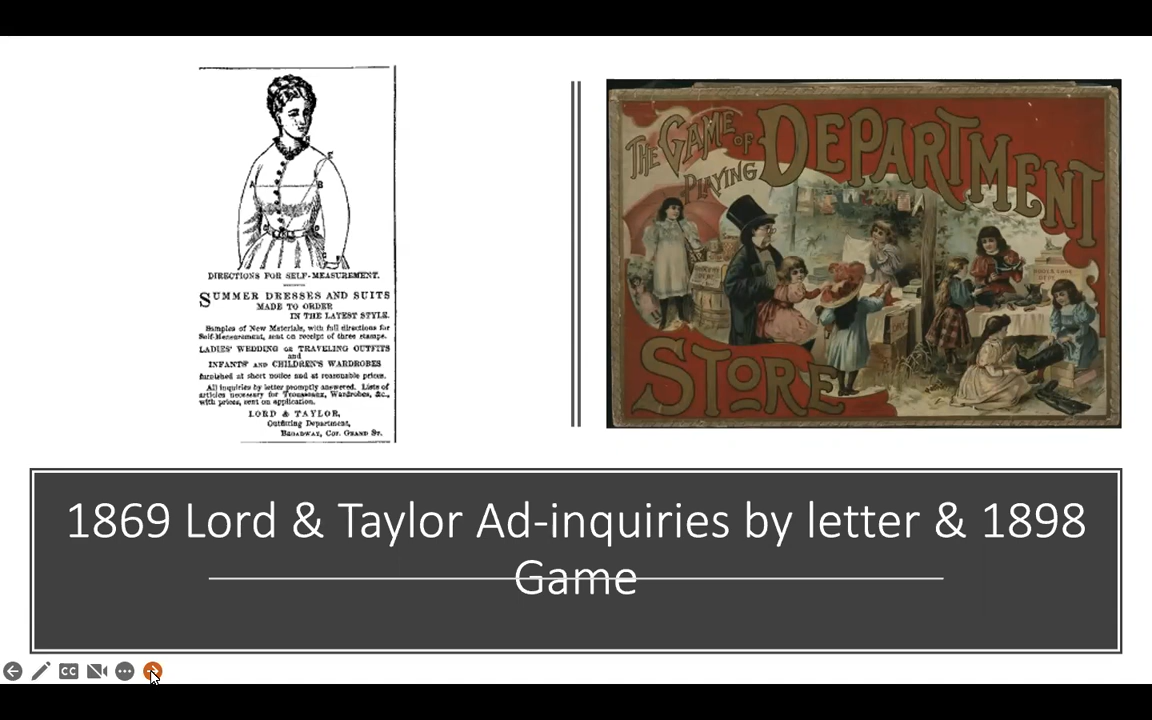 A B
E
DIRECTIONS FOR SELF-MEASUREMENT.
SUMMER DRESSES AND SUITS
MADE TO ORDER
IN THE LATEST STYLE.
Samples of New Materials, with full directions for
Self-Measurement, sent on receipt of three stamps.
LADIES' WEDDING OR TRAVELING OUTFITS
and
INFANTS' AND CHILDREN'S WARDROBES
furnished at short notice and at reasonable prices.
All inquiries by letter promptly answered. Lists of
articles necessary for Trousseaux, Wardrobes, &c.,
with prices, sent on application.
LORD & TAYLOR,
Outfitting Department,
BROADWAY, COR. GRAND ST.
THE GAME OF
PLAYING
DEPARTMENT
STORE
1869 Lord & Taylor Ad-inquiries by letter & 1898
Game
CC